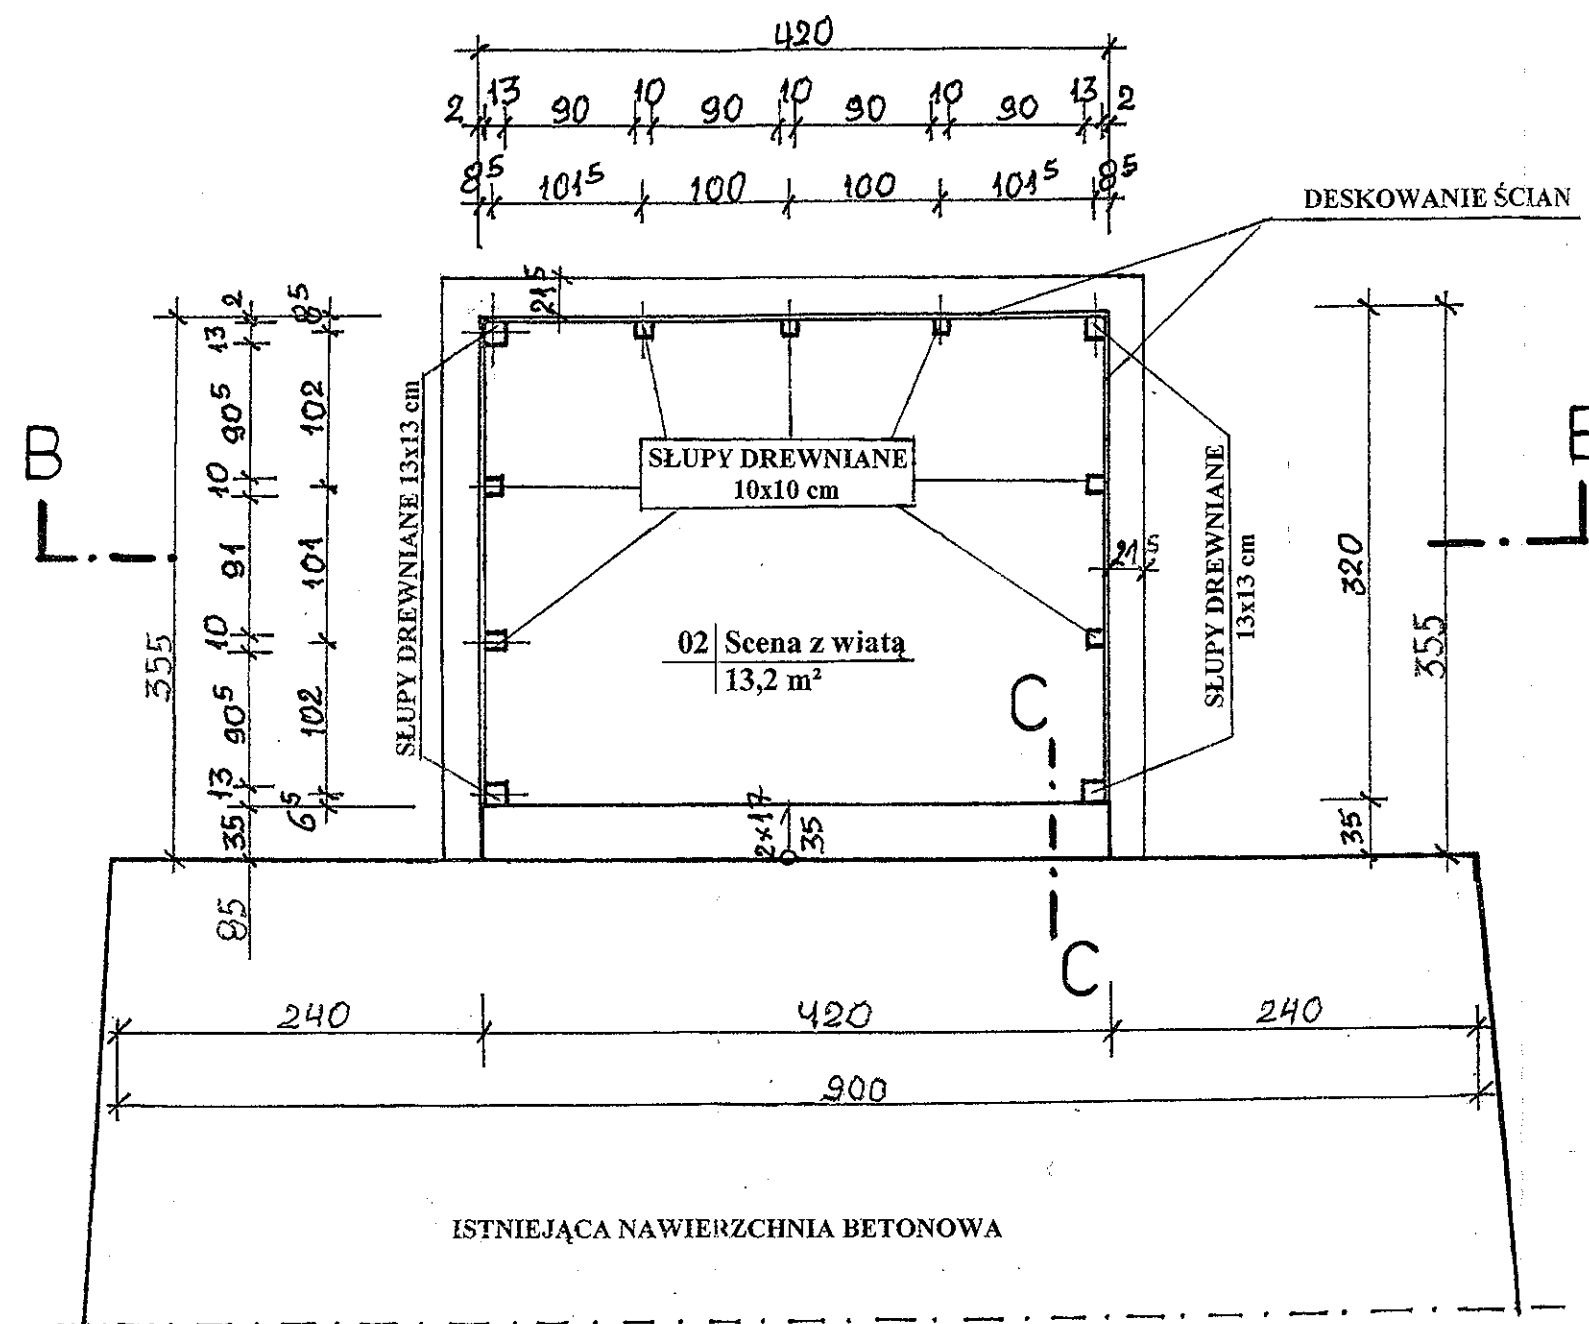 420
2 13 90 10 90 10 90 10 90 13 2
8⁵ 101⁵ 100 100 101⁵ 8⁵
DESKOWANIE ŚCIAN
21⁵
355
2 13 90⁵ 10 91 10 90⁵ 13 35 85
8⁵ 102 101 102 6⁵
B
SŁUPY DREWNIANE 13x13 cm
SŁUPY DREWNIANE
10x10 cm
21⁵
SŁUPY DREWNIANE
13x13 cm
320 35
355
02 Scena z wiatą
13,2 m²
C
2x17
35
C
240 420 240
900
ISTNIEJĄCA NAWIERZCHNIA BETONOWA